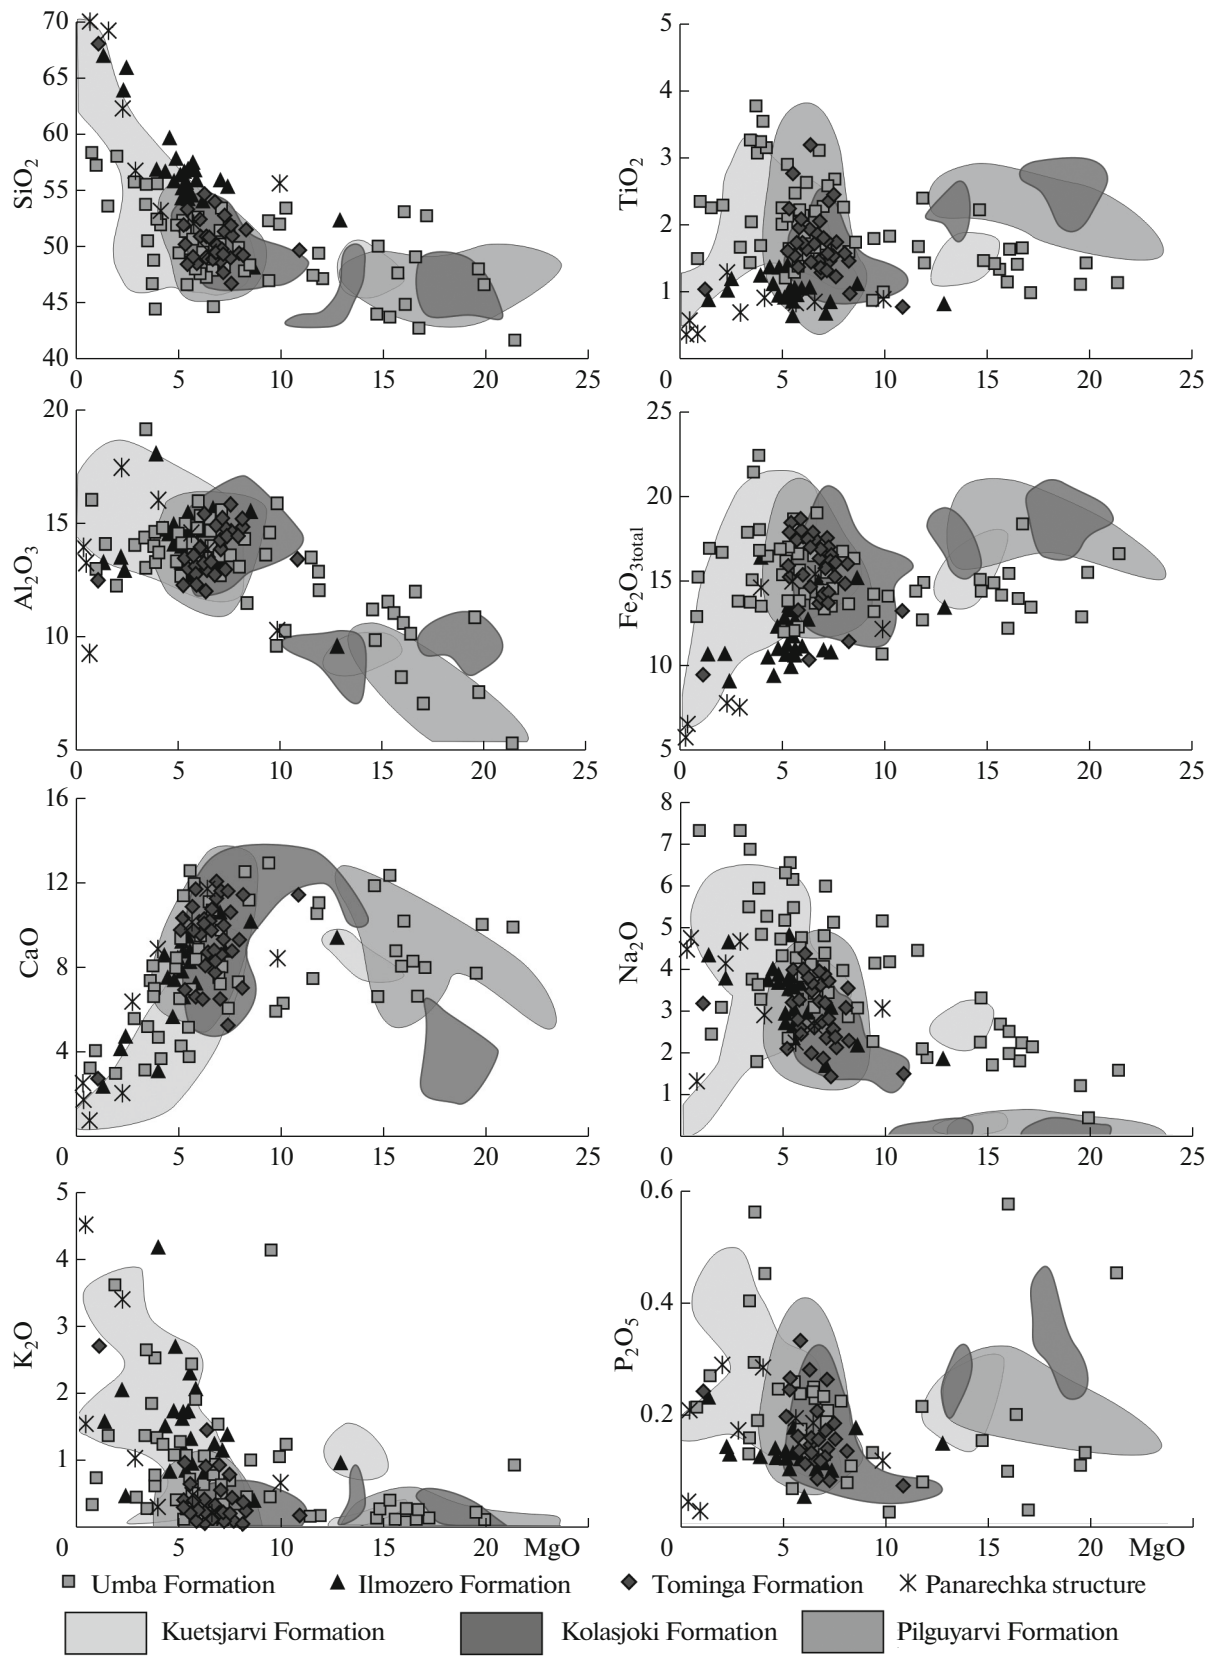 70
65
60
55
50
45
40
SiO2
0 5 10 15 20 25
5
4
3
2
1
TiO2
0 5 10 15 20 25
20
15
10
5
Al2O3
0 5 10 15 20 25
25
20
15
10
5
Fe2O3total
0 5 10 15 20 25
16
12
8
4
CaO
0 5 10 15 20 25
8
7
6
5
4
3
2
1
Na2O
0 5 10 15 20 25
5
4
3
2
1
K2O
0 5 10 15 20 MgO
0.6
0.4
0.2
P2O5
0 5 10 15 20 MgO
Umba Formation Ilmozero Formation Tominga Formation Panarechka structure
Kuetsjarvi Formation Kolasjoki Formation Pilguyarvi Formation